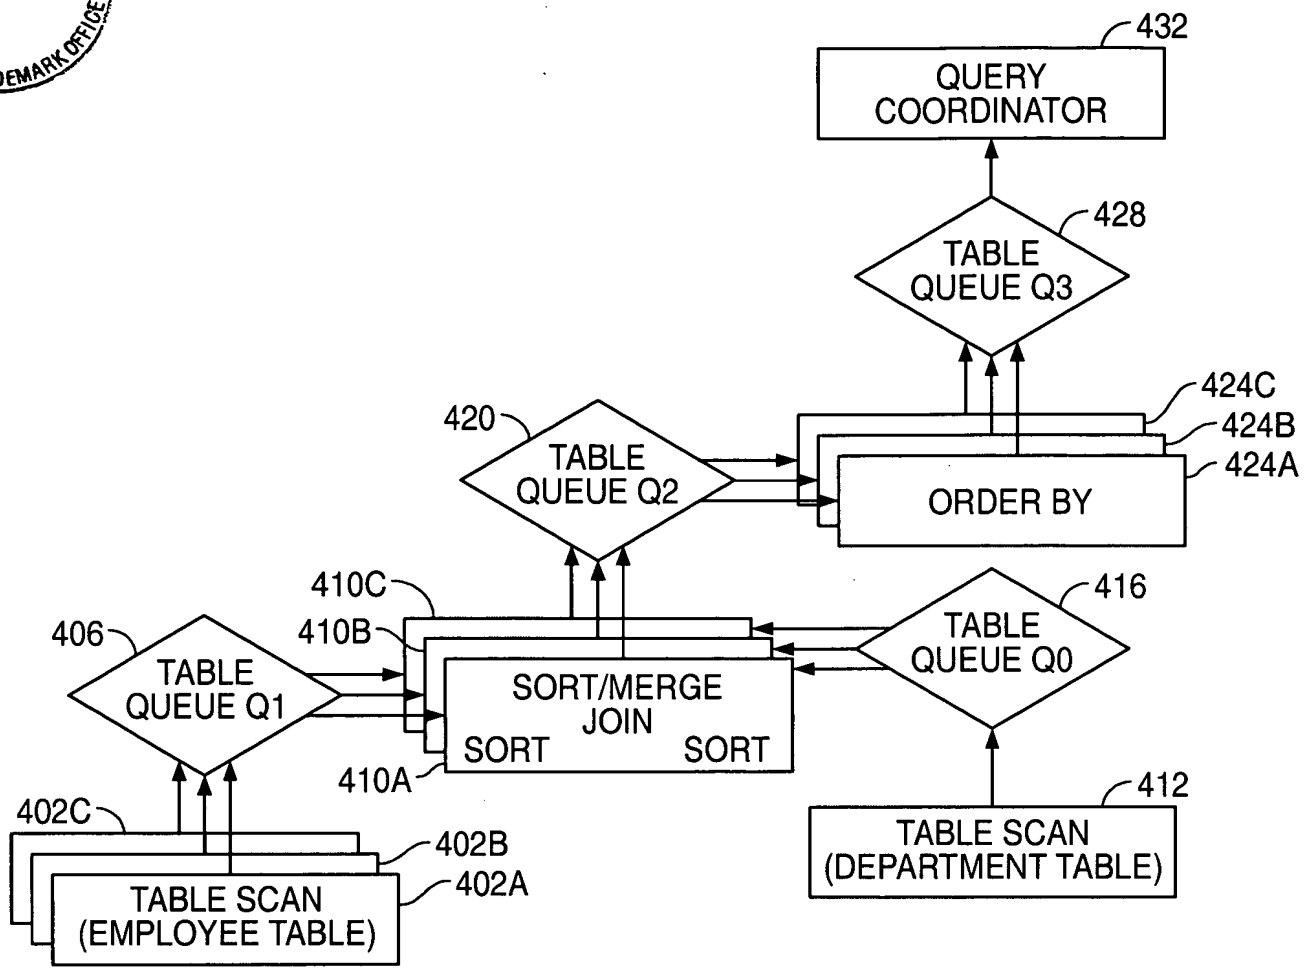 DEMARK OFFICE
432
QUERY
COORDINATOR
428
TABLE
QUEUE Q3
424C
424B
424A
ORDER BY
420
TABLE
QUEUE Q2
410C
410B
416
TABLE
QUEUE Q0
406
TABLE
QUEUE Q1
SORT/MERGE
JOIN
SORT SORT
410A
412
TABLE SCAN
(DEPARTMENT TABLE)
402C
402B
402A
TABLE SCAN
(EMPLOYEE TABLE)